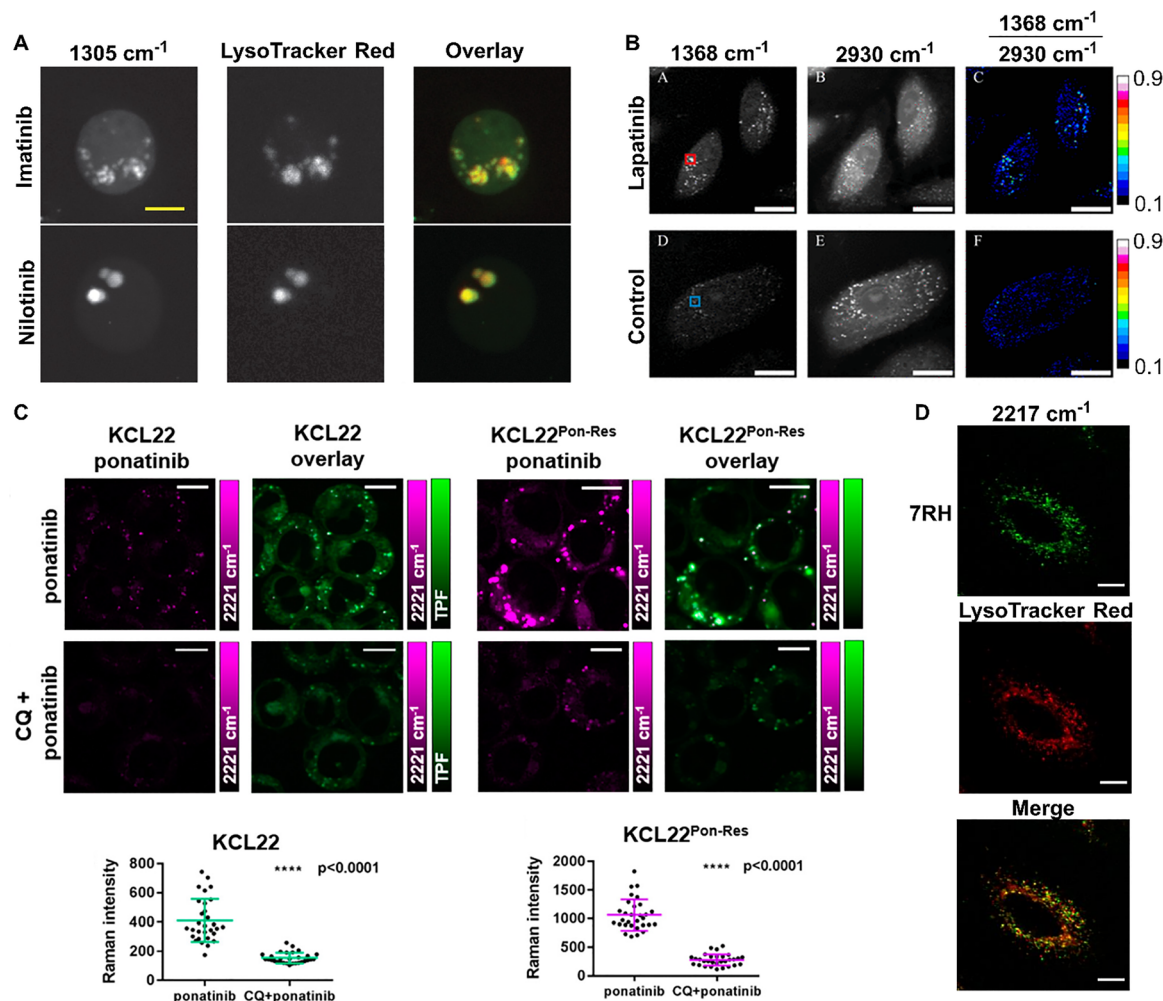 A
1305 cm-1
LysoTracker Red
Overlay
Imatinib
Nilotinib
B
1368 cm-1
2930 cm-1
1368 cm-1
2930 cm-1
Lapatinib
A
B
C
0.9
0.1
Control
D
E
F
0.9
0.1
C
KCL22
ponatinib
KCL22
overlay
KCL22Pon-Res
ponatinib
KCL22Pon-Res
overlay
ponatinib
2221 cm-1
2221 cm-1
TPF
2221 cm-1
2221 cm-1
CQ +
ponatinib
2221 cm-1
2221 cm-1
TPF
2221 cm-1
2221 cm-1
KCL22
**** p<0.0001
Raman intensity
800
600
400
200
0
ponatinib
CQ+ponatinib
KCL22Pon-Res
**** p<0.0001
Raman intensity
2000
1500
1000
500
0
ponatinib
CQ+ponatinib
D
2217 cm-1
7RH
LysoTracker Red
Merge